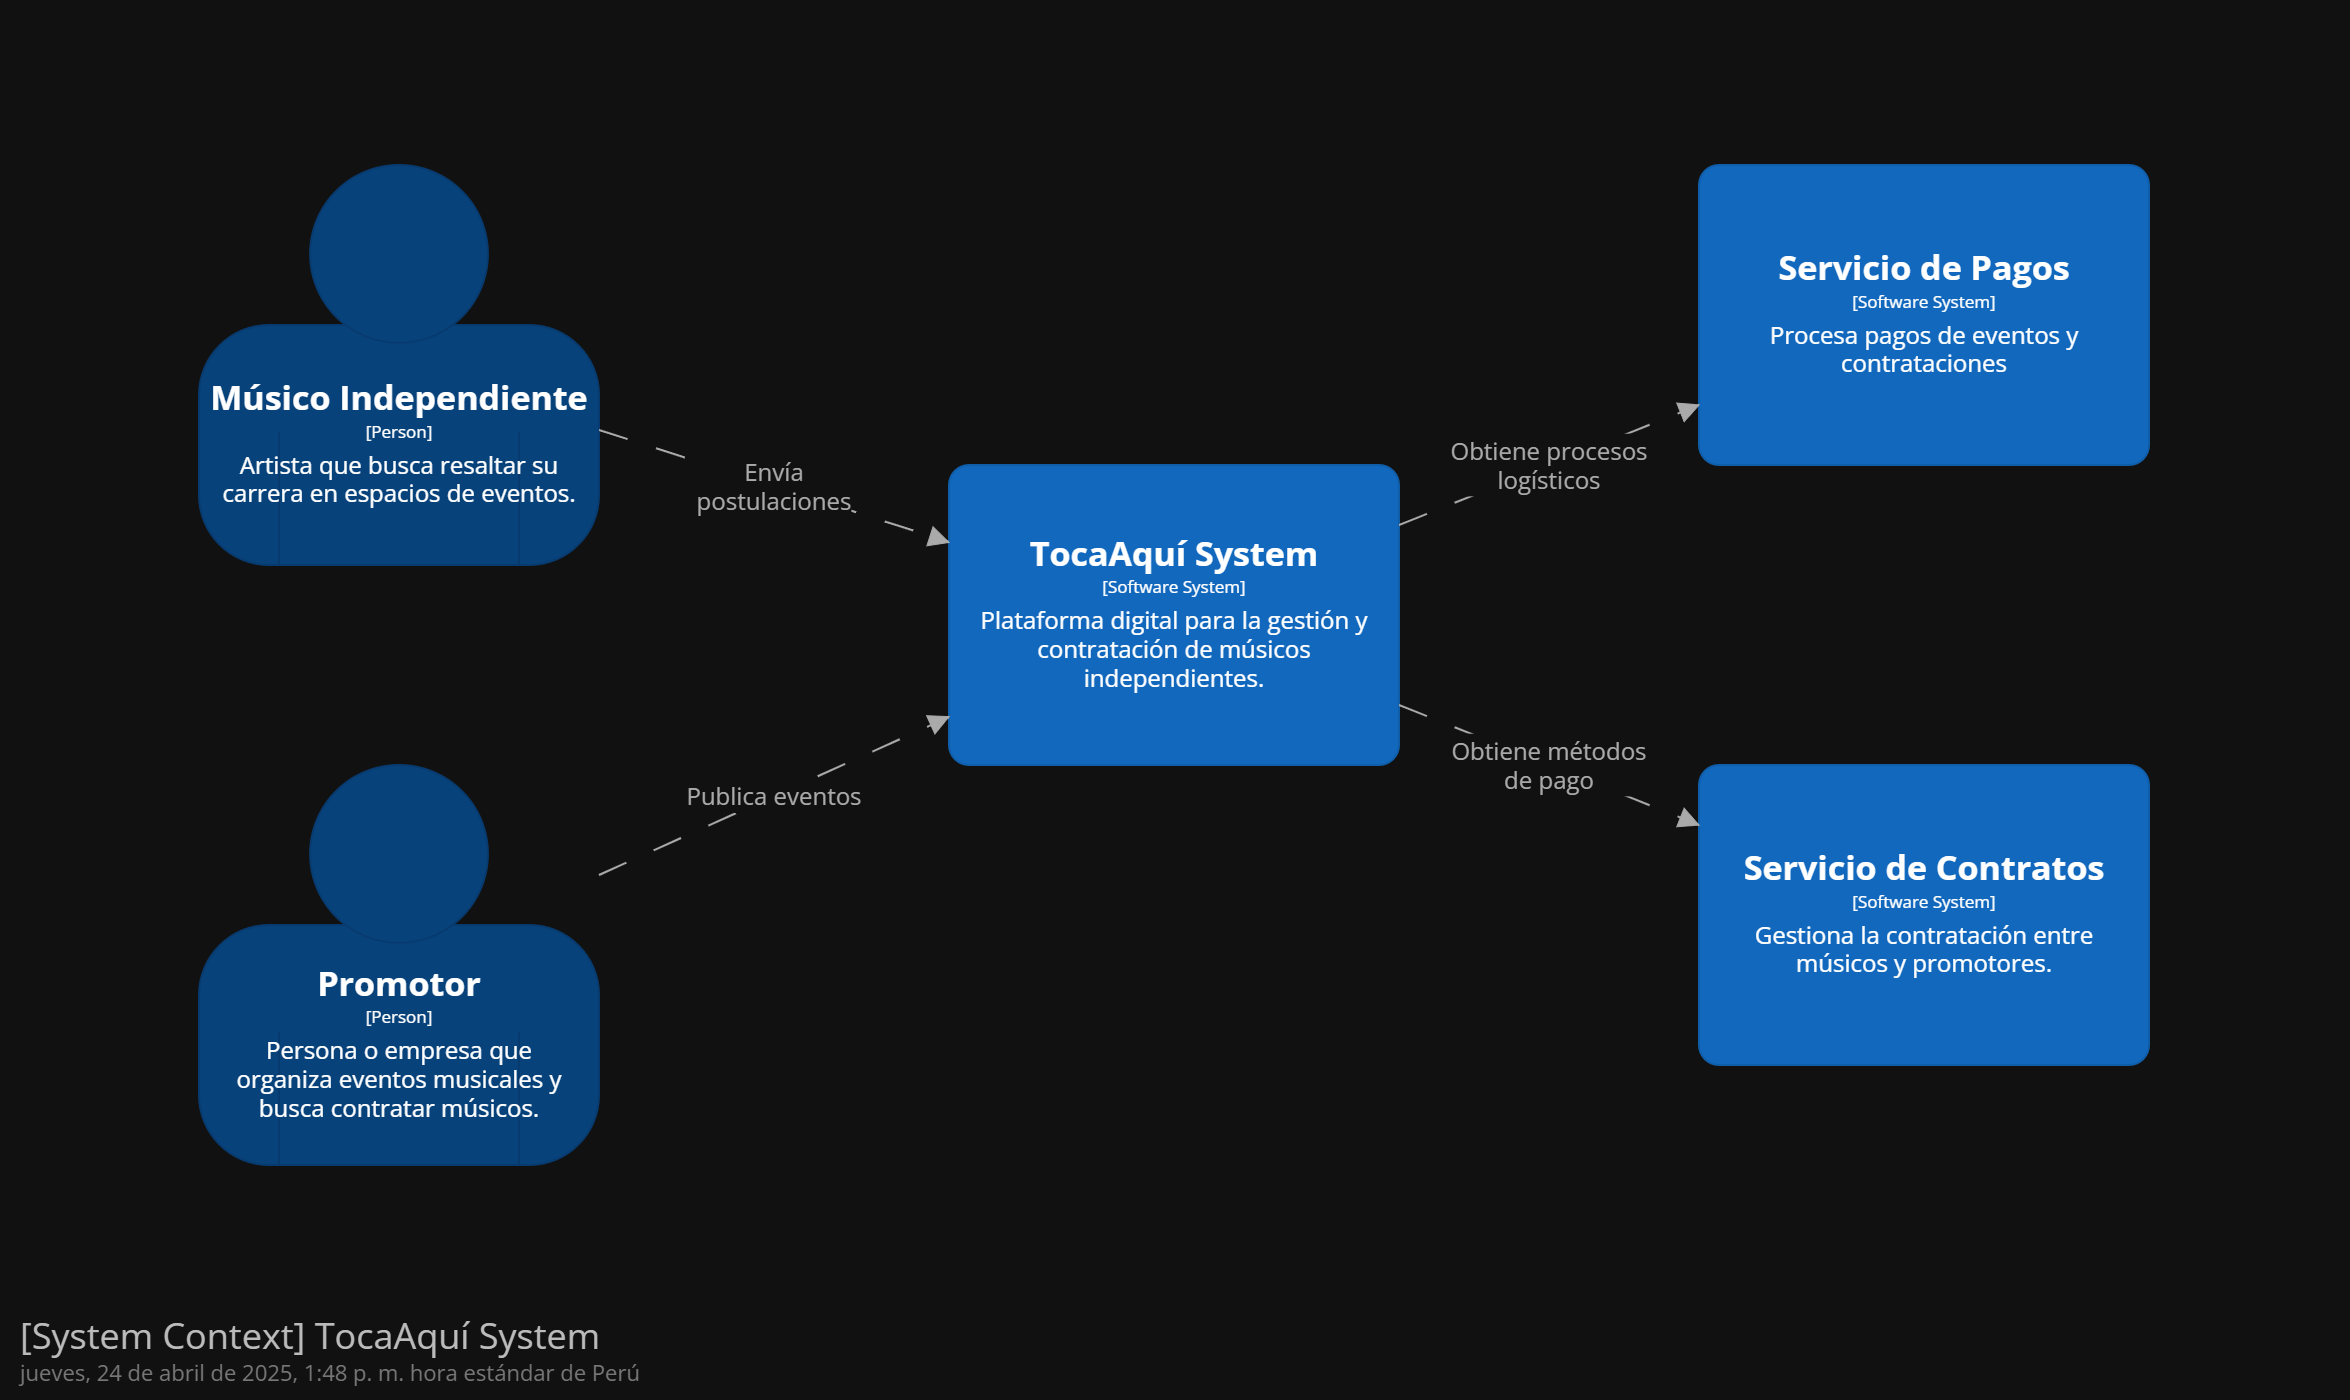 Músico Independiente
[Person]
Artista que busca resaltar su
carrera en espacios de eventos.
Envía
postulaciones
Promotor
[Person]
Persona o empresa que
organiza eventos musicales y
busca contratar músicos.
Publica eventos
TocaAquí System
[Software System]
Plataforma digital para la gestión y
contratación de músicos
independientes.
Obtiene procesos
logísticos
Servicio de Pagos
[Software System]
Procesa pagos de eventos y
contrataciones
Obtiene métodos
de pago
Servicio de Contratos
[Software System]
Gestiona la contratación entre
músicos y promotores.
[System Context] TocaAquí System
jueves, 24 de abril de 2025, 1:48 p. m. hora estándar de Perú